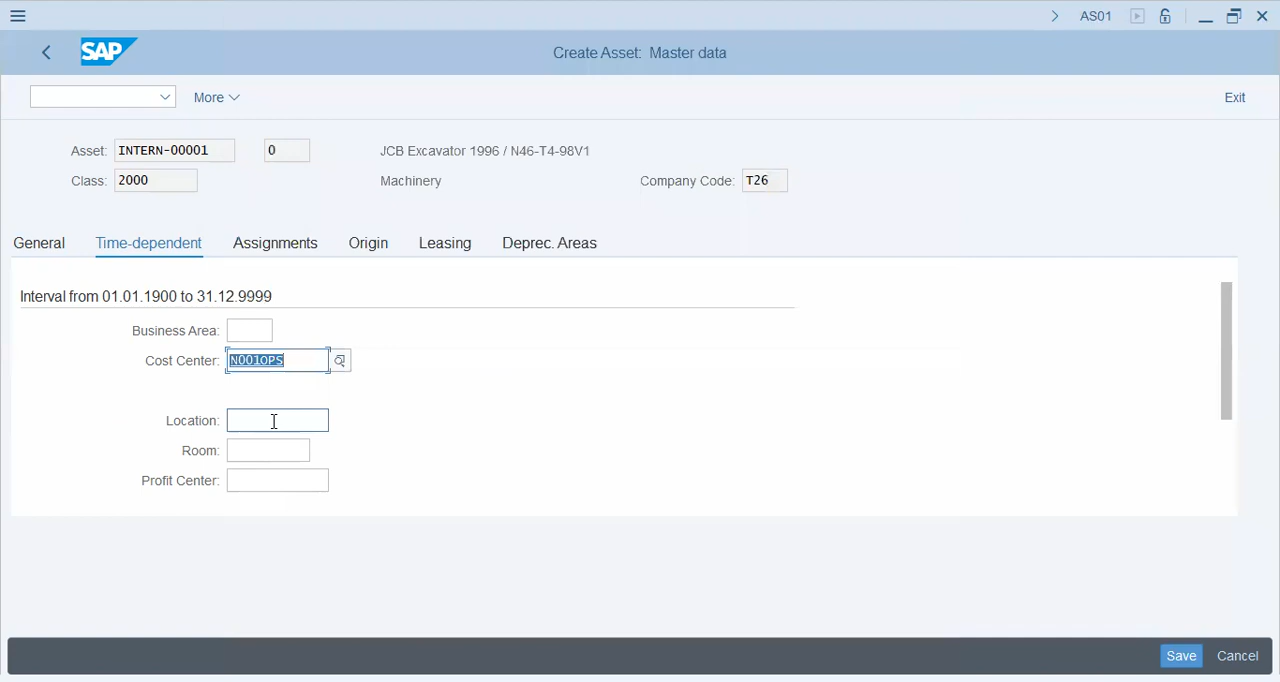 AS01
SAP
Create Asset: Master data
More
Exit
Asset: INTERN-00001 0 JCB Excavator 1996 / N46-T4-98V1
Class: 2000 Machinery Company Code: T26
General Time-dependent Assignments Origin Leasing Deprec. Areas
Interval from 01.01.1900 to 31.12.9999
Business Area:
Cost Center: N001OPS
Location:
Room:
Profit Center:
Save Cancel